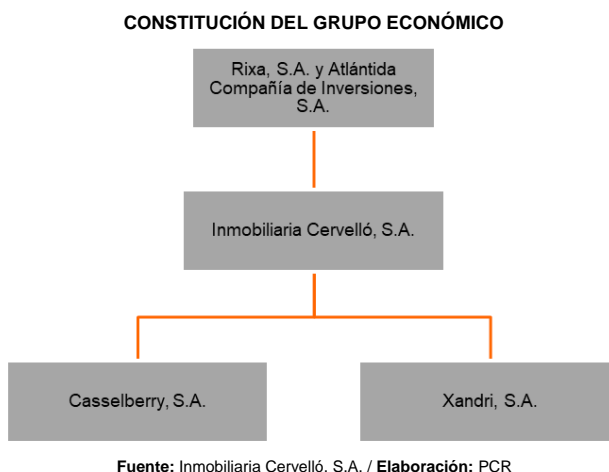 CONSTITUCIÓN DEL GRUPO ECONÓMICO
Rixa, S.A. y Atlántida
Compañía de Inversiones,
S.A.
Inmobiliaria Cervelló, S.A.
Casselberry, S.A.
Xandri, S.A.
Fuente: Inmobiliaria Cervelló, S.A. / Elaboración: PCR